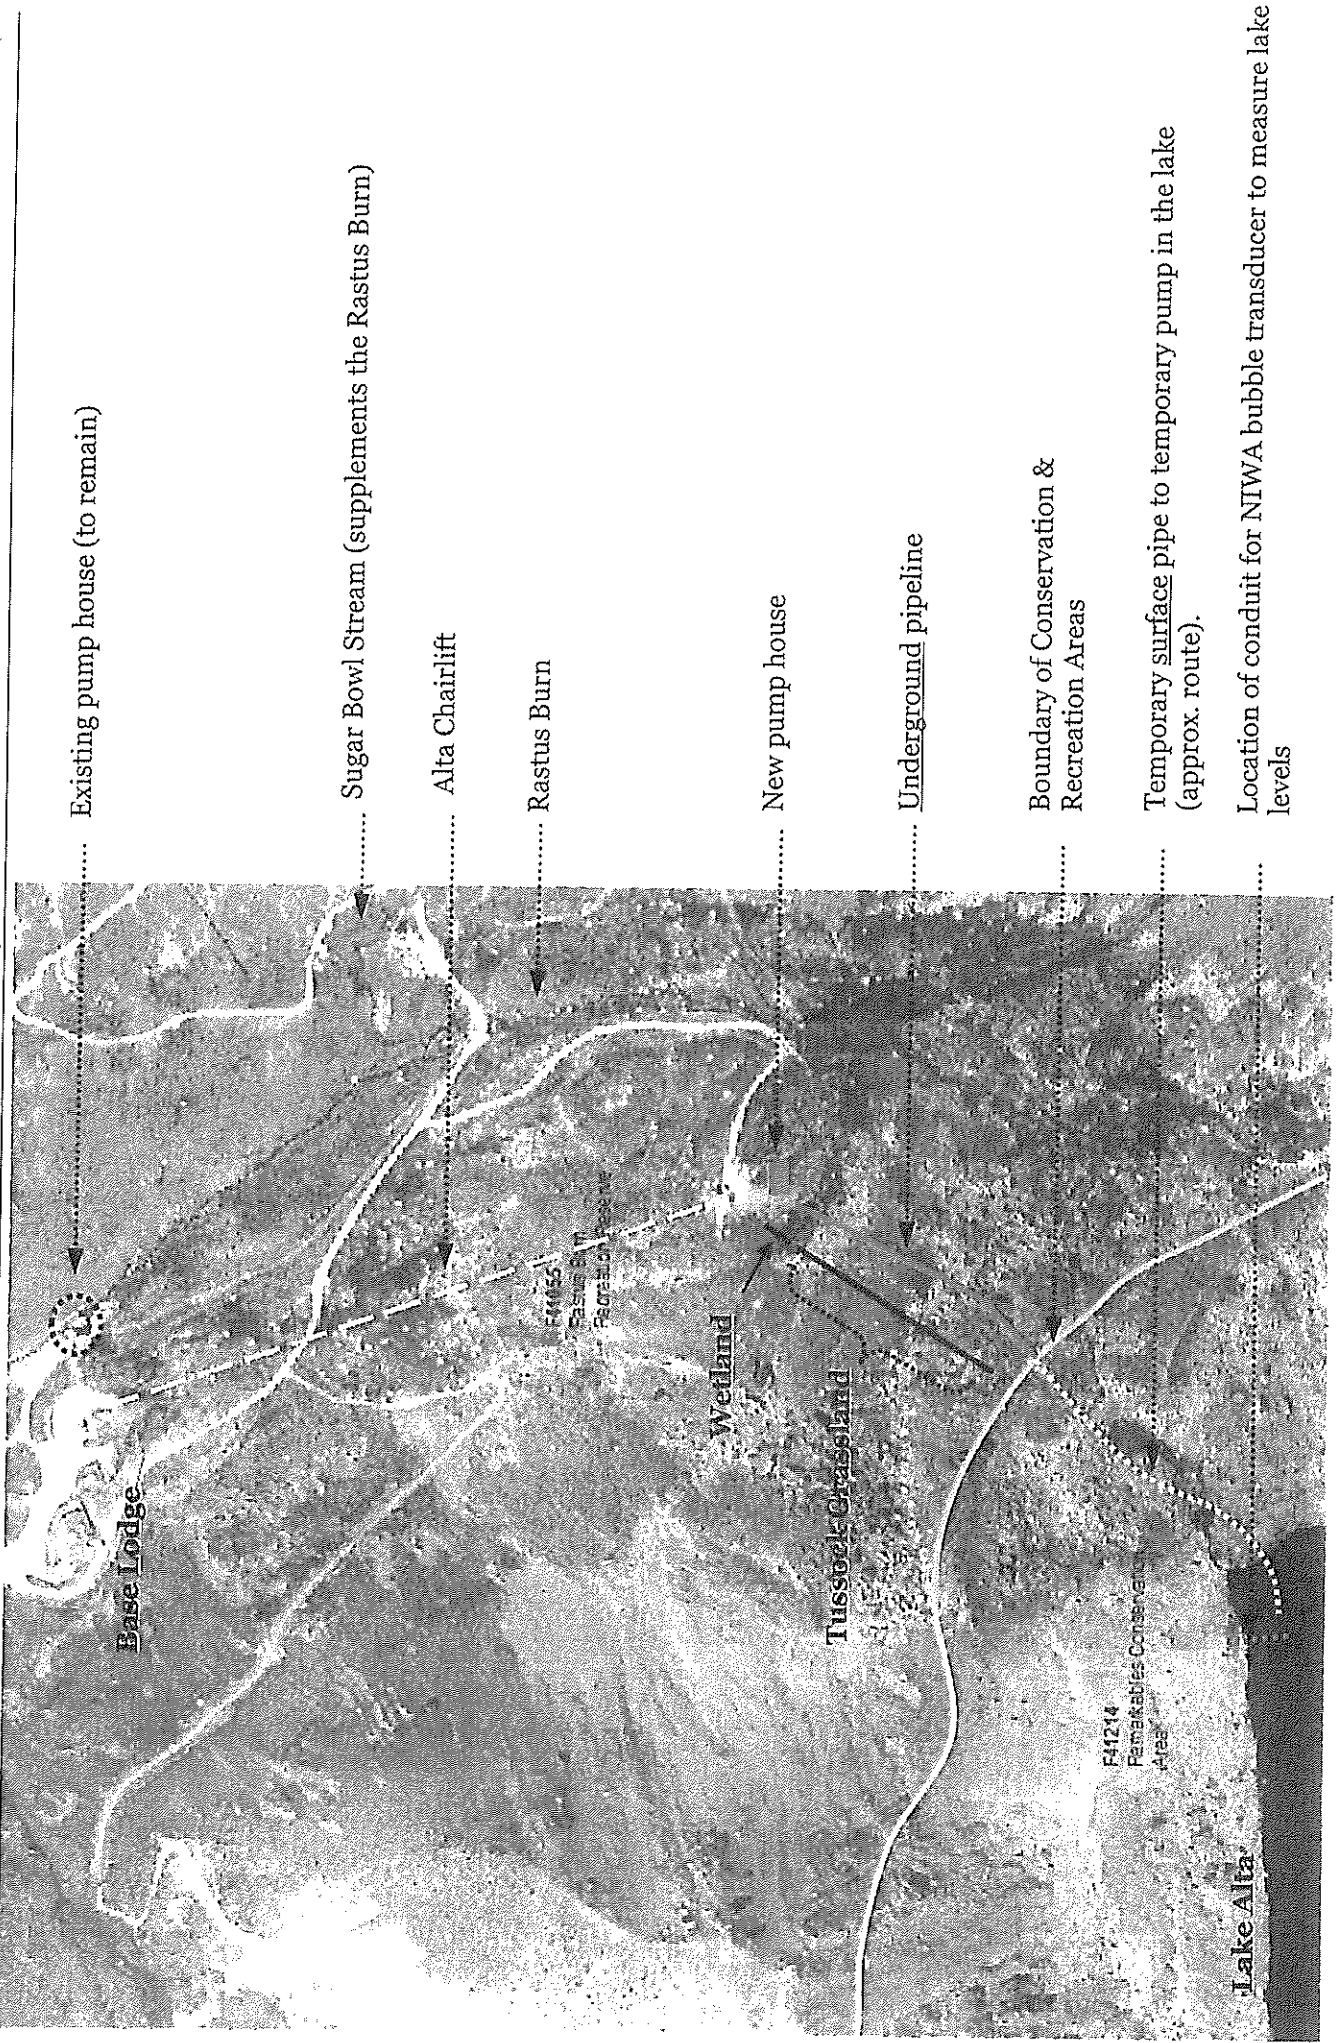 Existing pump house (to remain)
Sugar Bowl Stream (supplements the Rastus Burn)
Alta Chairlift
Rastus Burn
New pump house
Underground pipeline
Boundary of Conservation &
Recreation Areas
Temporary surface pipe to temporary pump in the lake
(approx. route).
Location of conduit for NIWA bubble transducer to measure lake
levels
Base Lodge
Rastus Burn
Recreation Reserve
Wetland
Tussock Grassland
F41214
Remarkables Conservation
Area
Lake Alta